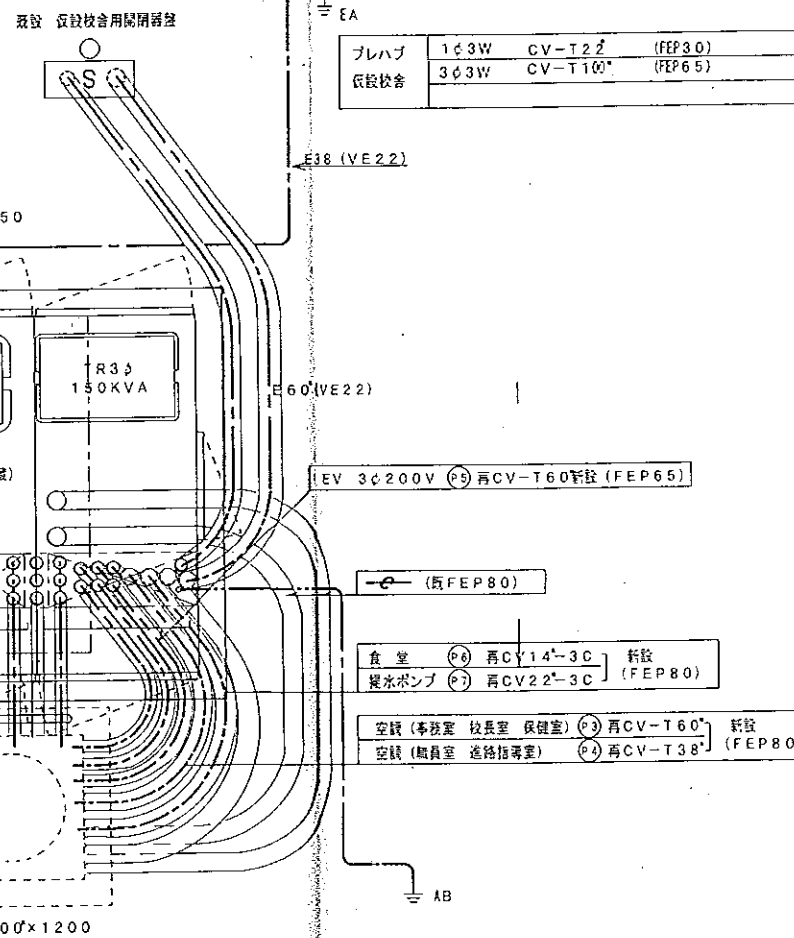 既設 仮設校舎用開閉器盤
S
EA
プレハブ 仮設校舎
1φ3W CV-T22° (FEP30)
3φ3W CV-T100° (FEP65)
E38 (VE22)
50
TR3φ
150KVA
E60°(VE22)
EV 3φ200V P5 再CV-T60新設 (FEP65)
e (既FEP80)
食堂 P6 再CV14°-3C
揚水ポンプ P7 再CV22°-3C
新設
(FEP80)
空調 (事務室 校長室 保健室) P3 再CV-T60°
空調 (職員室 進路指導室) P4 再CV-T38°
新設
(FEP80
AB
00°×1200